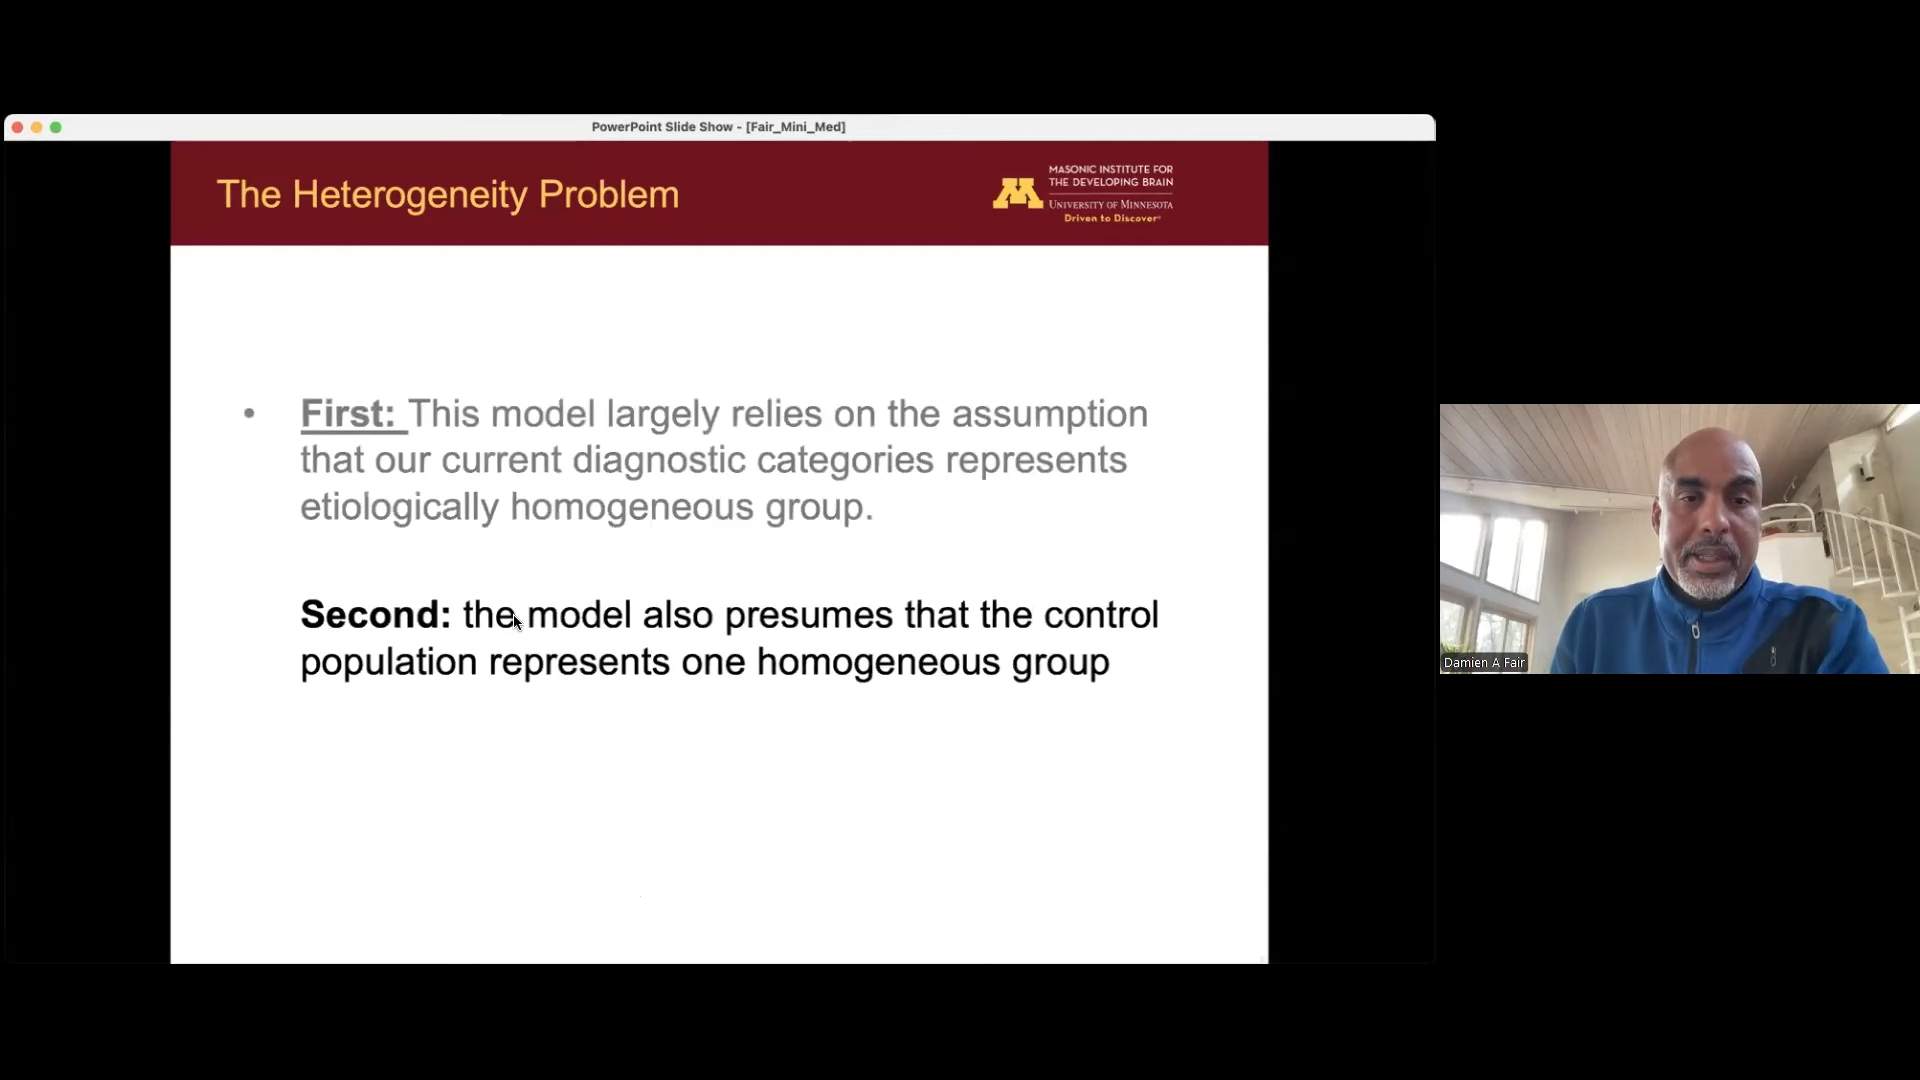 PowerPoint Slide Show - [Fair_Mini_Med]
The Heterogeneity Problem
MASONIC INSTITUTE FOR
THE DEVELOPING BRAIN
UNIVERSITY OF MINNESOTA
Driven to Discover®
• First: This model largely relies on the assumption
that our current diagnostic categories represents
etiologically homogeneous group.
Second: the model also presumes that the control
population represents one homogeneous group
Damien A Fair